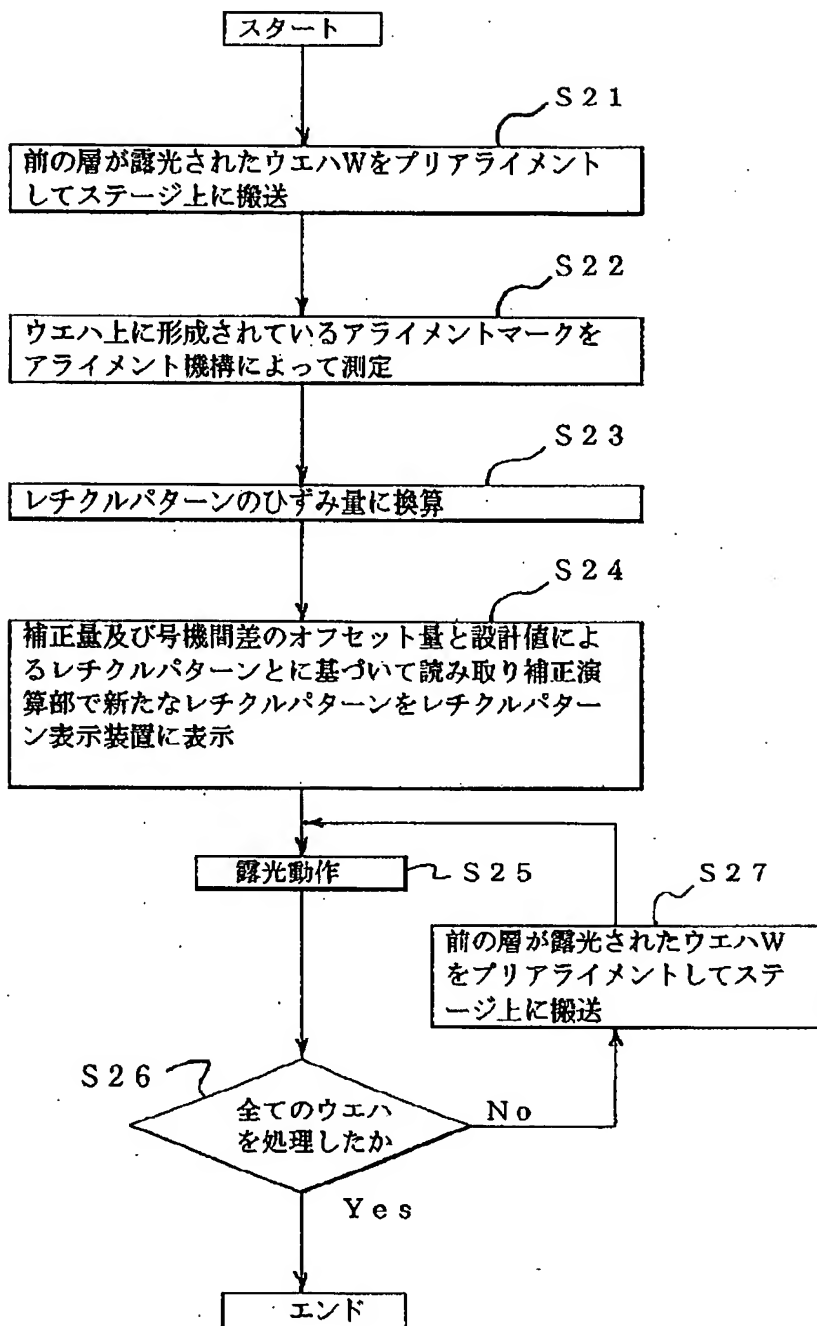 スタート
S21
前の層が露光されたウエハWをプリアライメント
してステージ上に搬送
S22
ウエハ上に形成されているアライメントマークを
アライメント機構によって測定
S23
レチクルパターンのひずみ量に換算
S24
補正量及び号機間差のオフセット量と設計値によ
るレチクルパターンとに基づいて読み取り補正演
算部で新たなレチクルパターンをレチクルパター
ン表示装置に表示
露光動作
S25
S27
前の層が露光されたウエハW
をプリアライメントしてステ
ージ上に搬送
S26
全てのウエハ
を処理したか
No
Yes
エンド